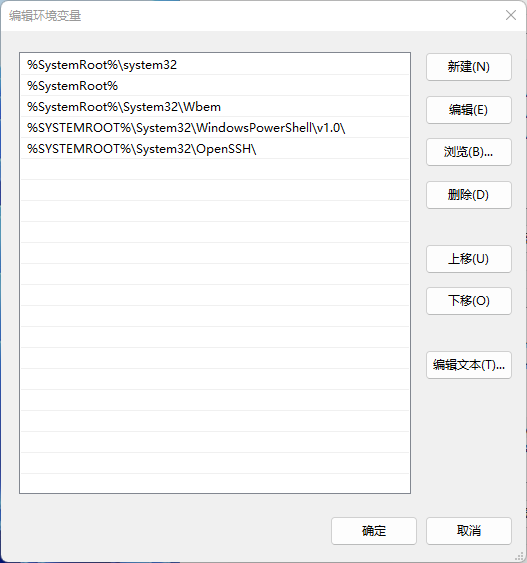 编辑环境变量
%SystemRoot%\system32
%SystemRoot%
%SystemRoot%\System32\Wbem
%SYSTEMROOT%\System32\WindowsPowerShell\v1.0\
%SYSTEMROOT%\System32\OpenSSH\
新建(N)
编辑(E)
浏览(B)...
删除(D)
上移(U)
下移(O)
编辑文本(T)...
确定
取消